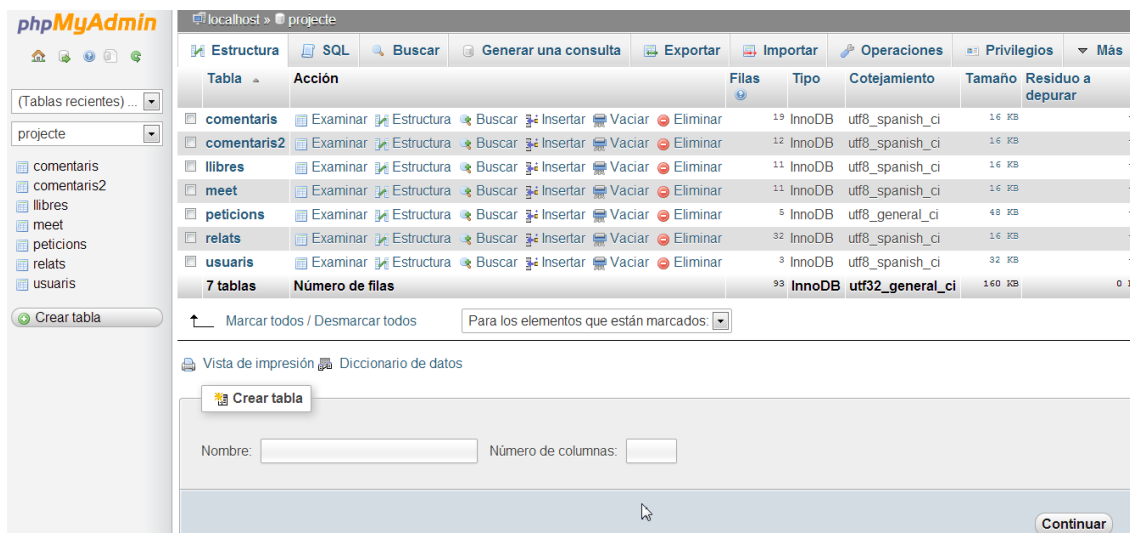 phpMyAdmin
(Tablas recientes) ...
projecte
comentaris
comentaris2
llibres
meet
peticions
relats
usuaris
Crear tabla
localhost » projecte
Estructura SQL Buscar Generar una consulta Exportar Importar Operaciones Privilegios Más
Tabla Acción Filas Tipo Cotejamiento Tamaño Residuo a depurar
comentaris Examinar Estructura Buscar Insertar Vaciar Eliminar 19 InnoDB utf8_spanish_ci 16 KB
comentaris2 Examinar Estructura Buscar Insertar Vaciar Eliminar 12 InnoDB utf8_spanish_ci 16 KB
llibres Examinar Estructura Buscar Insertar Vaciar Eliminar 11 InnoDB utf8_spanish_ci 16 KB
meet Examinar Estructura Buscar Insertar Vaciar Eliminar 11 InnoDB utf8_spanish_ci 16 KB
peticions Examinar Estructura Buscar Insertar Vaciar Eliminar 5 InnoDB utf8_general_ci 48 KB
relats Examinar Estructura Buscar Insertar Vaciar Eliminar 32 InnoDB utf8_spanish_ci 16 KB
usuaris Examinar Estructura Buscar Insertar Vaciar Eliminar 3 InnoDB utf8_spanish_ci 32 KB
7 tablas Número de filas 93 InnoDB utf32_general_ci 160 KB 0
Marcar todos / Desmarcar todos Para los elementos que están marcados:
Vista de impresión Diccionario de datos
Crear tabla
Nombre: Número de columnas:
Continuar